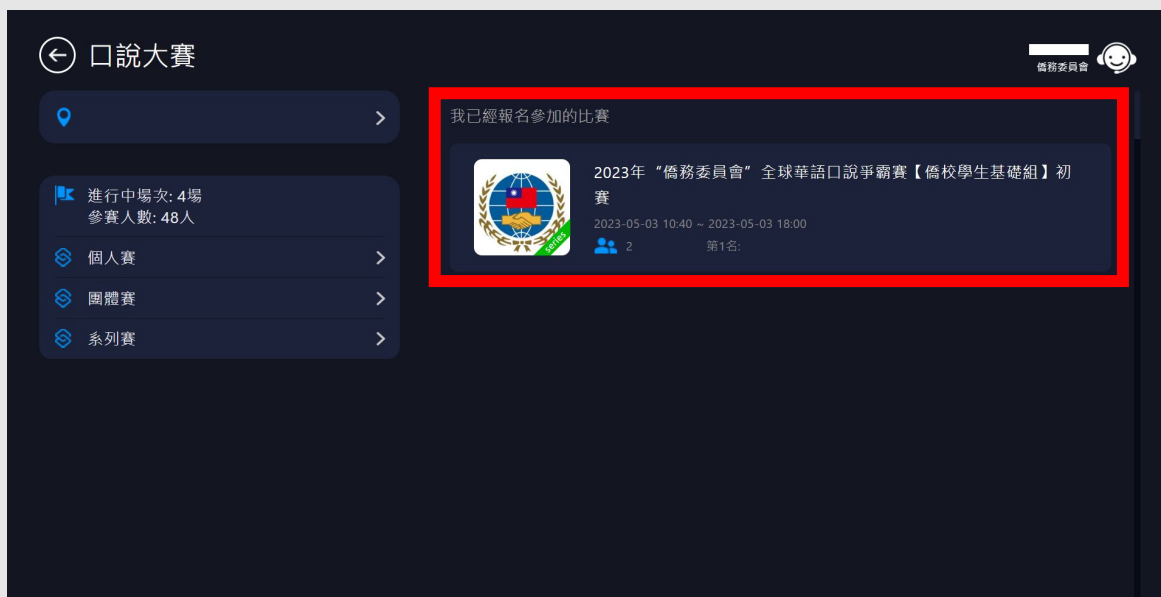 口說大賽
僑務委員會
進行中場次: 4場
參賽人數: 48人
個人賽
團體賽
系列賽
我已經報名參加的比賽
2023年“僑務委員會”全球華語口說爭霸賽【僑校學生基礎組】初
賽
2023-05-03 10:40 ~ 2023-05-03 18:00
2 第1名:
series